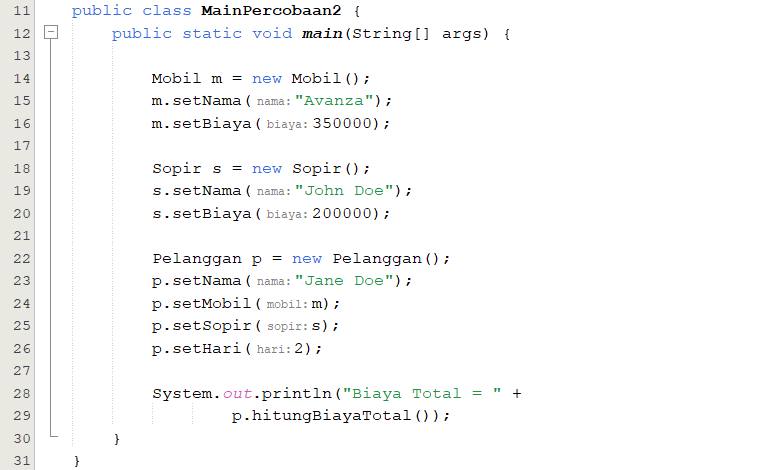 11 public class MainPercobaan2 {
12 public static void main(String[] args) {
13
14 Mobil m = new Mobil();
15 m.setNama( nama: "Avanza");
16 m.setBiaya( biaya: 350000);
17
18 Sopir s = new Sopir();
19 s.setNama( nama: "John Doe");
20 s.setBiaya( biaya: 200000);
21
22 Pelanggan p = new Pelanggan();
23 p.setNama( nama: "Jane Doe");
24 p.setMobil( mobil: m);
25 p.setSopir( sopir: s);
26 p.setHari( hari: 2);
27
28 System.out.println("Biaya Total = " +
29 p.hitungBiayaTotal());
30 }
31 }